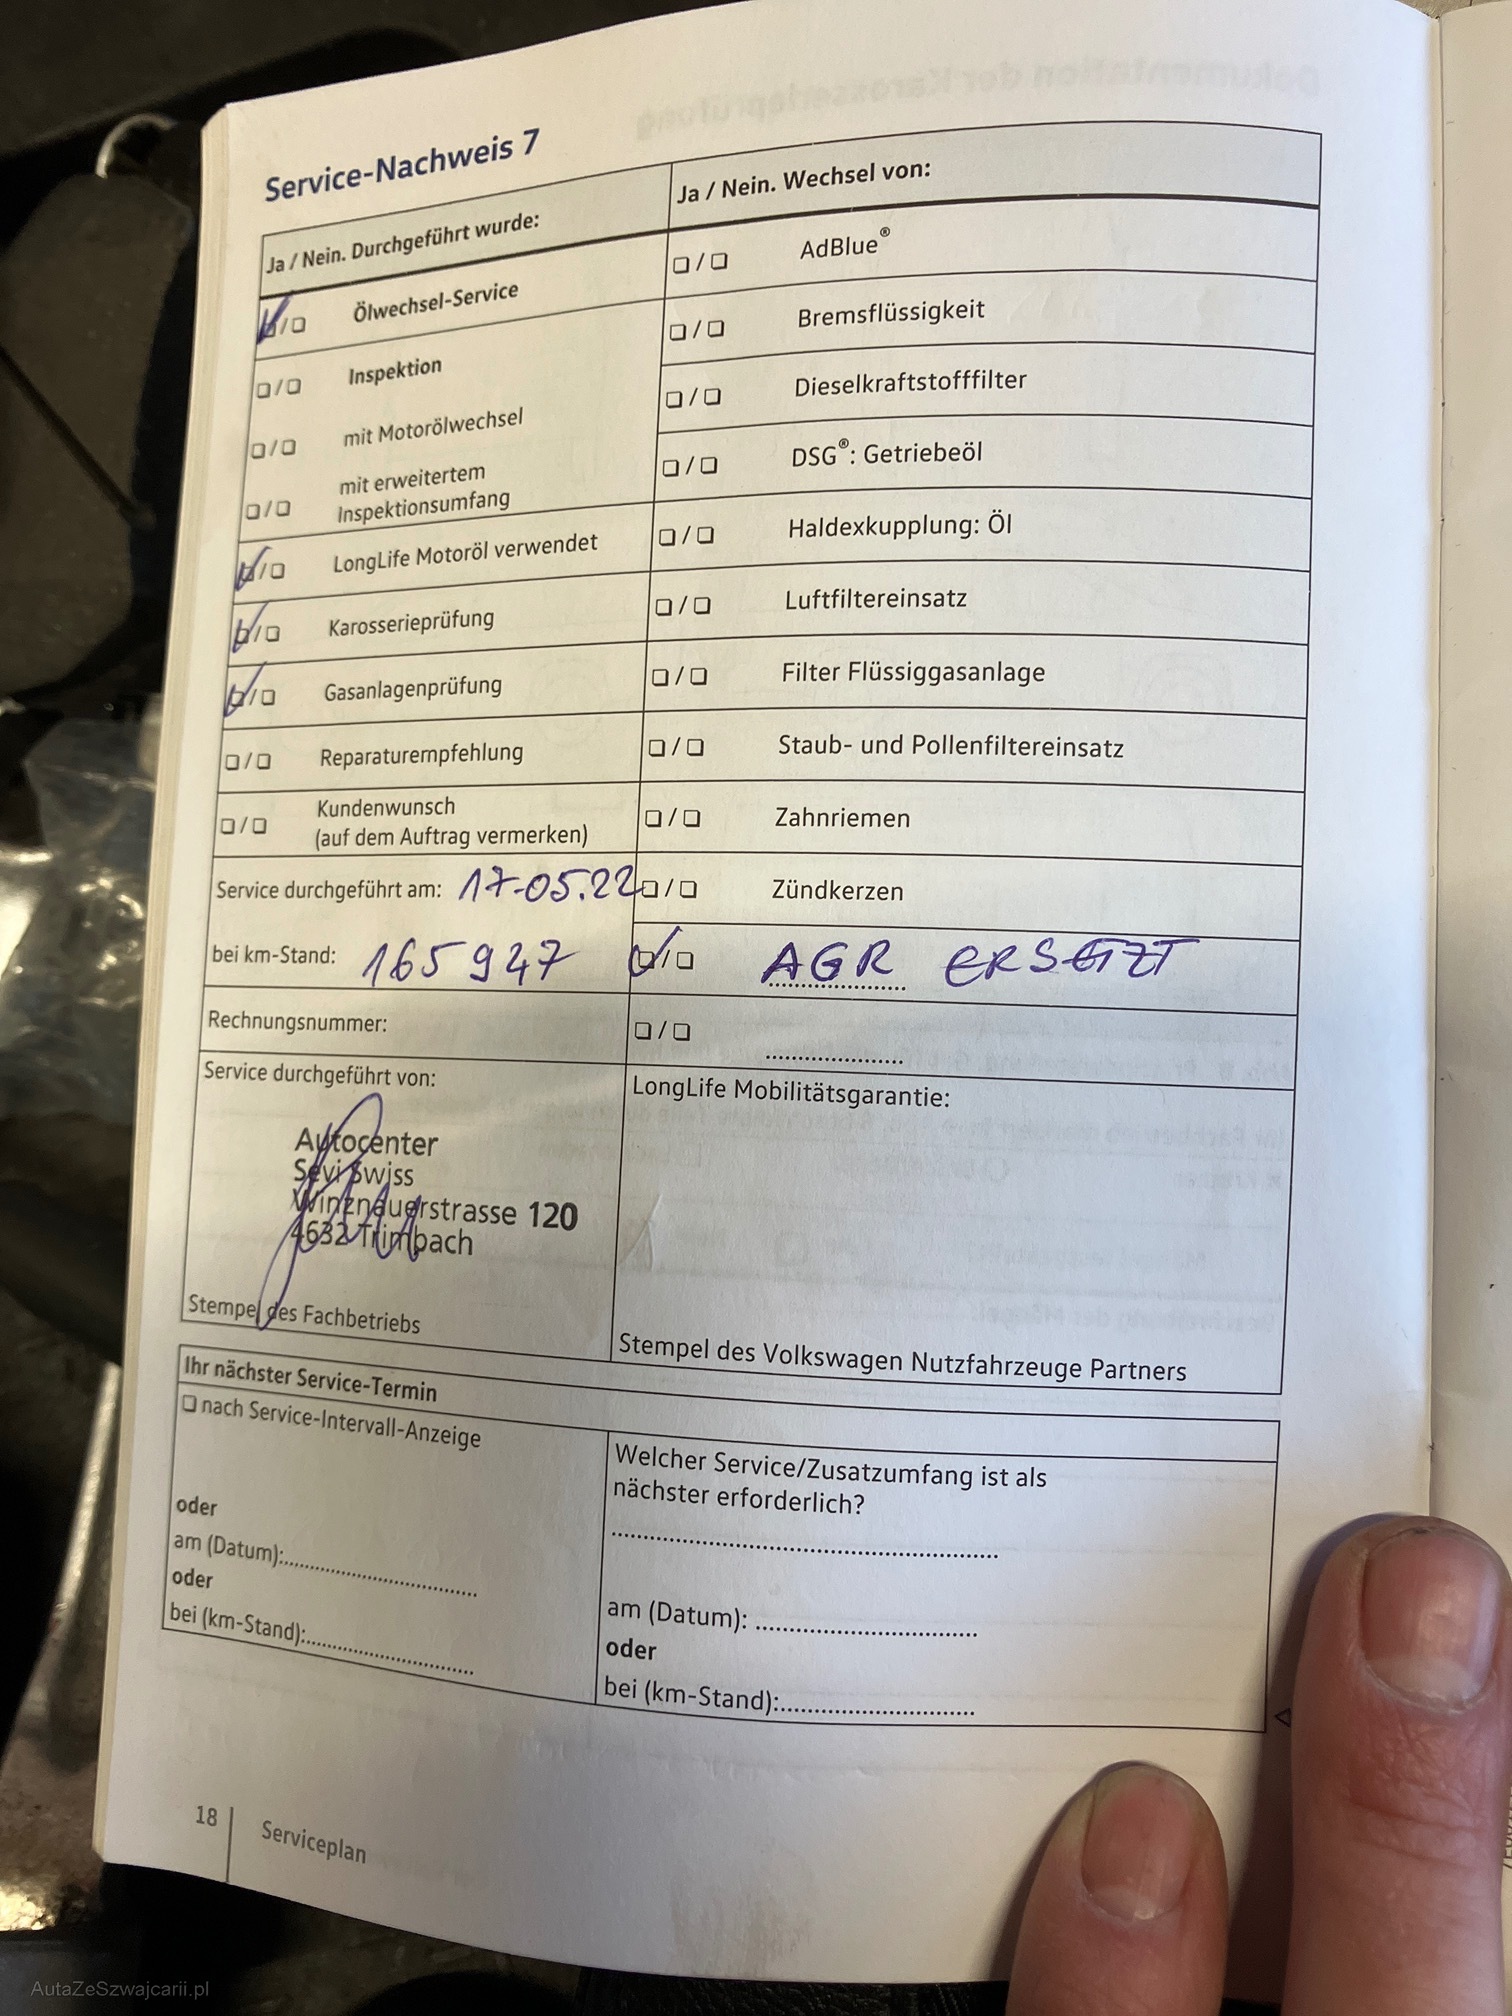 Service-Nachweis 7
Ja / Nein. Durchgeführt wurde:
❏/❏ Ölwechsel-Service
❏/❏ Inspektion
❏/❏ mit Motorölwechsel
❏/❏ mit erweitertem
Inspektionsumfang
❏/❏ LongLife Motoröl verwendet
❏/❏ Karosserieprüfung
❏/❏ Gasanlagenprüfung
❏/❏ Reparaturempfehlung
❏/❏ Kundenwunsch
(auf dem Auftrag vermerken)
Service durchgeführt am: 17-05.22
bei km-Stand: 165947
Rechnungsnummer:
Service durchgeführt von:
Autocenter
Sevi Swiss
Winznauerstrasse 120
4632 Trimbach
Stempel des Fachbetriebs
Ja / Nein. Wechsel von:
❏/❏ AdBlue®
❏/❏ Bremsflüssigkeit
❏/❏ Dieselkraftstofffilter
❏/❏ DSG®: Getriebeöl
❏/❏ Haldexkupplung: Öl
❏/❏ Luftfiltereinsatz
❏/❏ Filter Flüssiggasanlage
❏/❏ Staub- und Pollenfiltereinsatz
❏/❏ Zahnriemen
❏/❏ Zündkerzen
❏/❏ AGR ERSETZT
❏/❏ ....................
LongLife Mobilitätsgarantie:
Stempel des Volkswagen Nutzfahrzeuge Partners
Ihr nächster Service-Termin
❏ nach Service-Intervall-Anzeige
oder
am (Datum):..............................
oder
bei (km-Stand):..........................
Welcher Service/Zusatzumfang ist als
nächster erforderlich?
........................................................
am (Datum): ................................
oder
bei (km-Stand):............................
18 Serviceplan
AutaZeSzwajcarii.pl